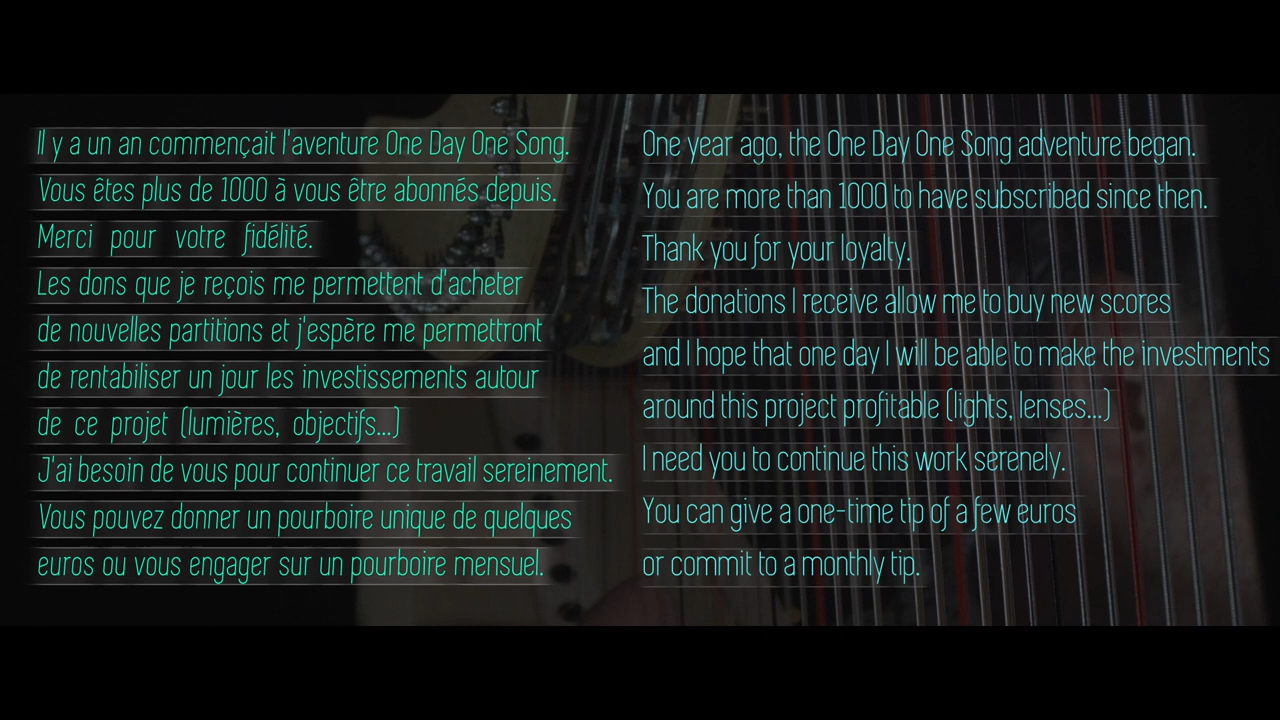 Il y a un an commençait l'aventure One Day One Song.
Vous êtes plus de 1000 à vous être abonnés depuis.
Merci pour votre fidélité.
Les dons que je reçois me permettent d'acheter
de nouvelles partitions et j'espère me permettront
de rentabiliser un jour les investissements autour
de ce projet (lumières, objectifs...)
J'ai besoin de vous pour continuer ce travail sereinement.
Vous pouvez donner un pourboire unique de quelques
euros ou vous engager sur un pourboire mensuel.
One year ago, the One Day One Song adventure began.
You are more than 1000 to have subscribed since then.
Thank you for your loyalty.
The donations I receive allow me to buy new scores
and I hope that one day I will be able to make the investments
around this project profitable (lights, lenses...)
I need you to continue this work serenely.
You can give a one-time tip of a few euros
or commit to a monthly tip.